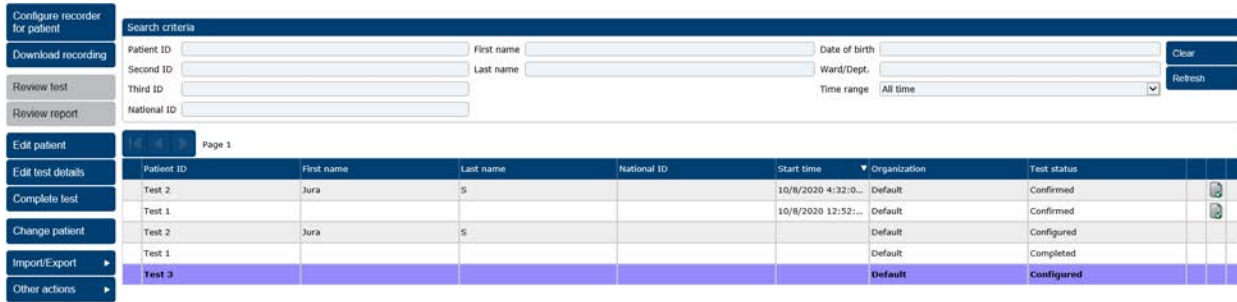 Configure recorder
for patient
Download recording
Review test
Review report
Edit patient
Edit test details
Complete test
Change patient
Import/Export
Other actions
Search criteria
Patient ID First name Date of birth Clear
Second ID Last name Ward/Dept. Refresh
Third ID Time range All time
National ID
Page 1
Patient ID First name Last name National ID Start time Organization Test status
Test 2 Jura S 10/8/2020 4:32:0... Default Confirmed
Test 1 10/8/2020 12:52:... Default Confirmed
Test 2 Jura S Default Configured
Test 1 Default Completed
Test 3 Default Configured